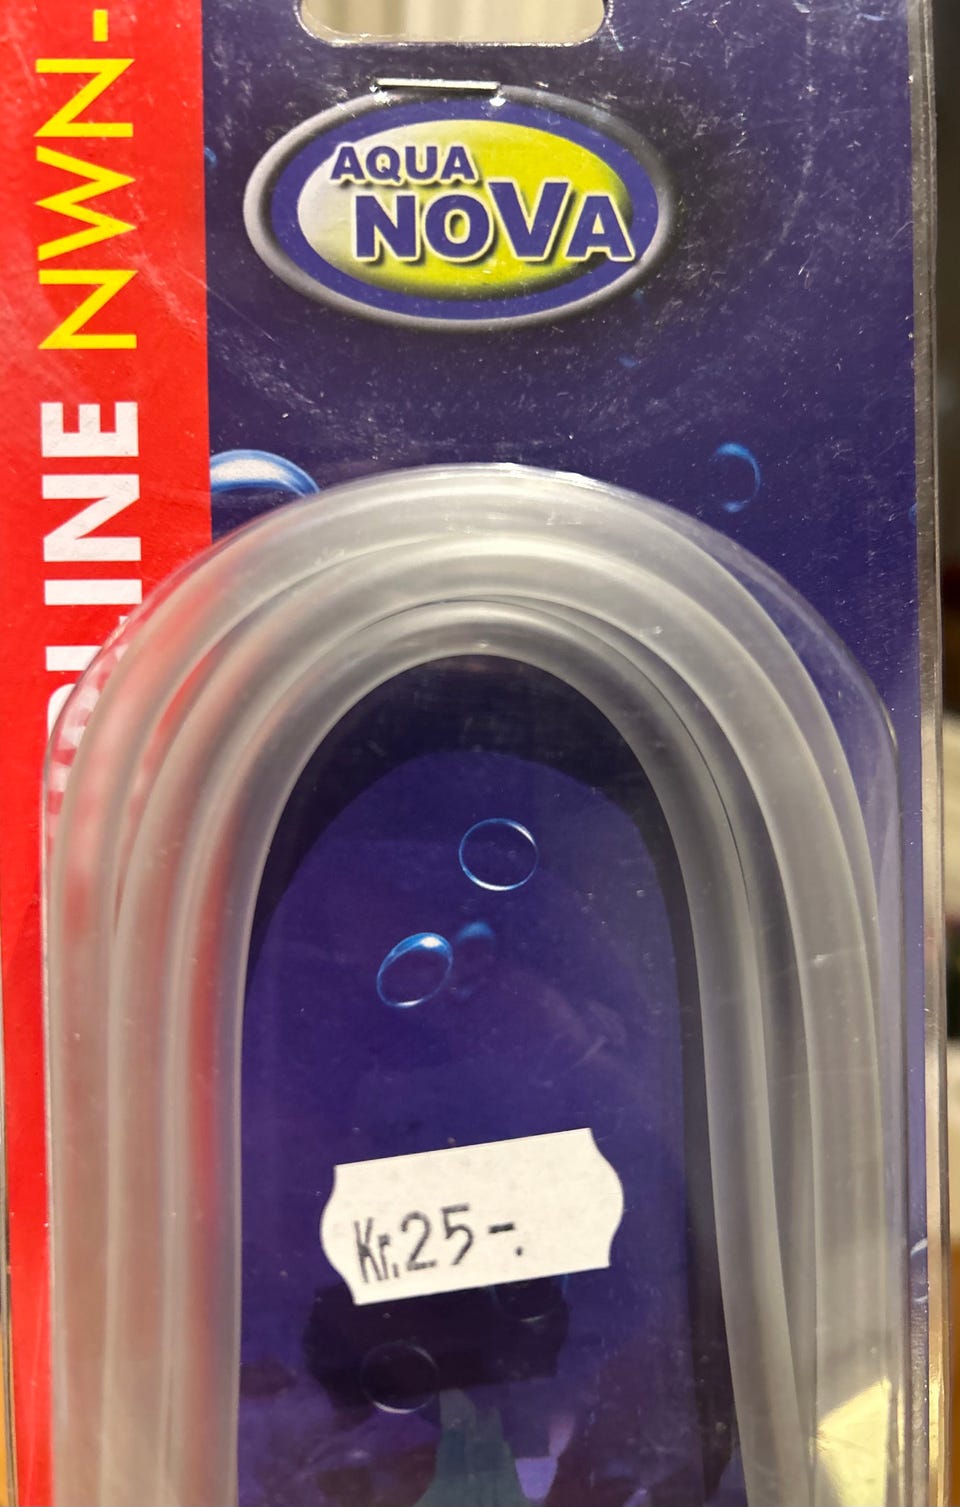 AQUA
NOVA
LINE NWN-
Kr.25-.